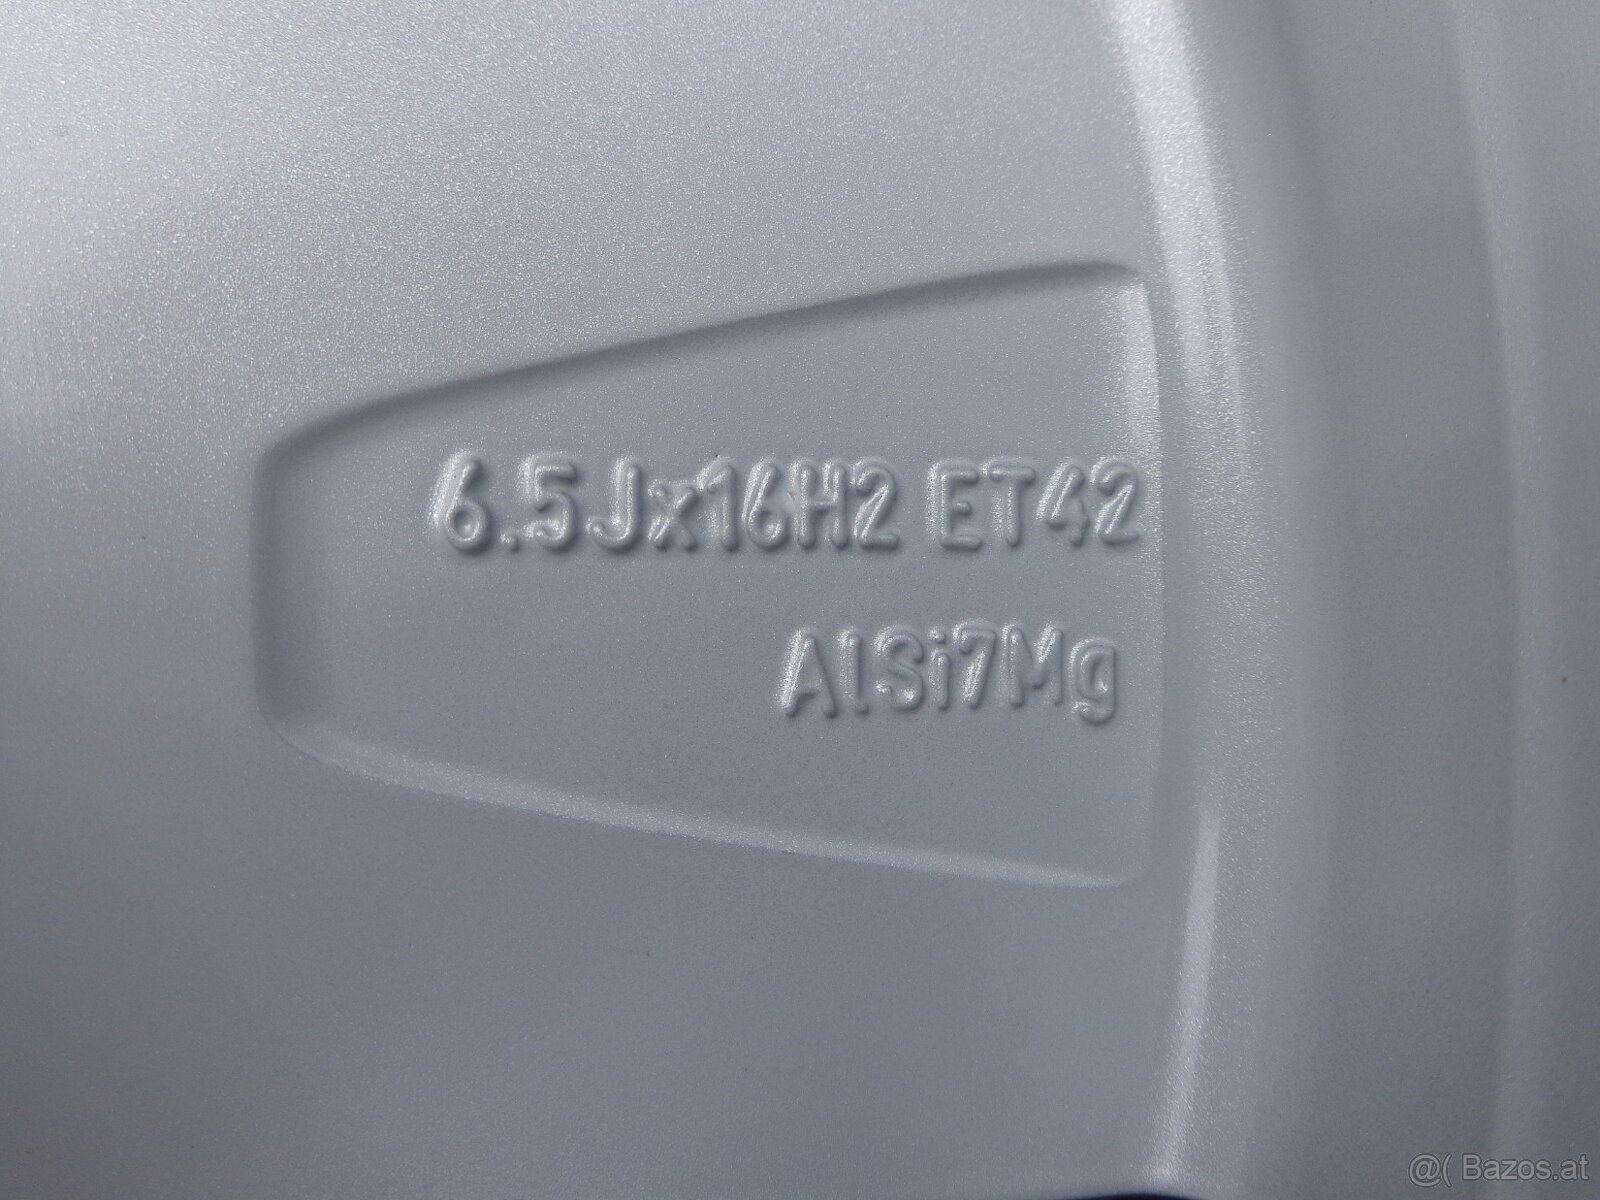 6.5Jx16H2 ET42
AlSi7Mg
@( Bazos.at